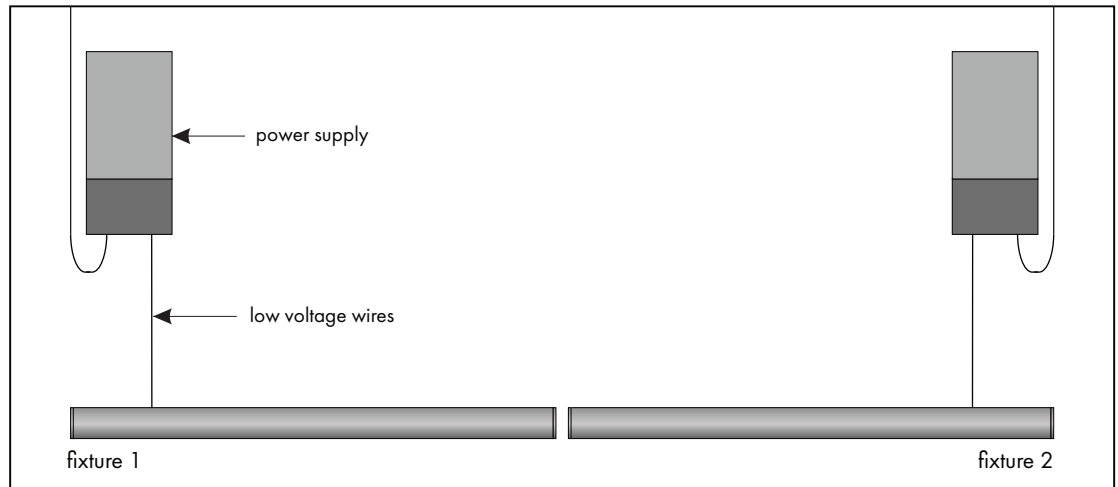 power supply
low voltage wires
fixture 1
fixture 2